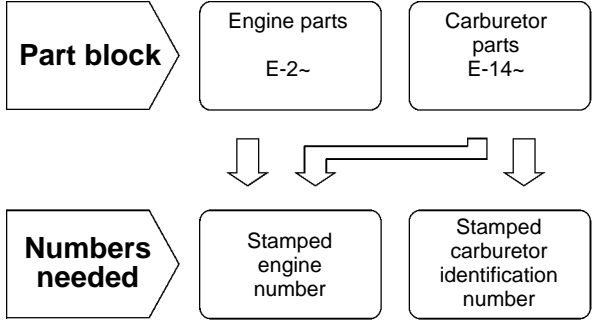 Part block
Engine parts
E-2~
Carburetor
parts
E-14~
Numbers
needed
Stamped
engine
number
Stamped
carburetor
identification
number